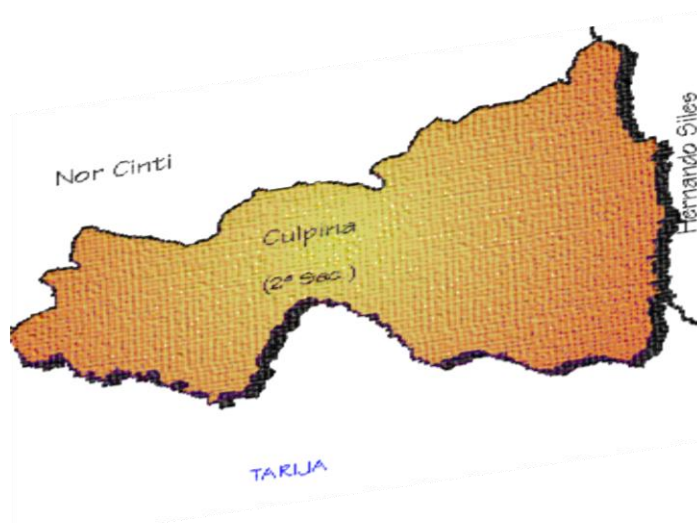 Hernando Siles
Nor Cinti
Culpina
(2ª Sec.)
TARIJA